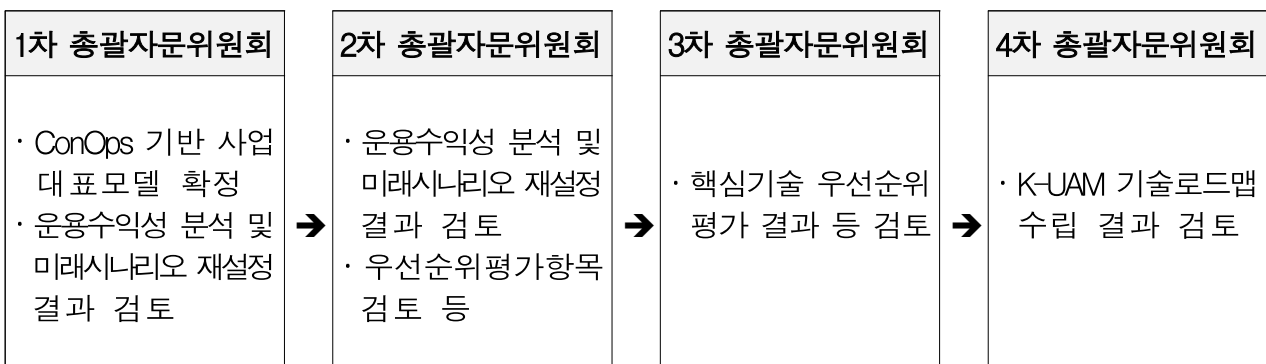 1차 총괄자문위원회
· ConOps 기반 사업
대표모델 확정
· 운용수익성 분석 및
미래시나리오 재설정
결과 검토
➔
2차 총괄자문위원회
· 운용수익성 분석 및
미래시나리오 재설정
결과 검토
· 우선순위평가항목
검토 등
➔
3차 총괄자문위원회
· 핵심기술 우선순위
평가 결과 등 검토
➔
4차 총괄자문위원회
· K-UAM 기술로드맵
수립 결과 검토